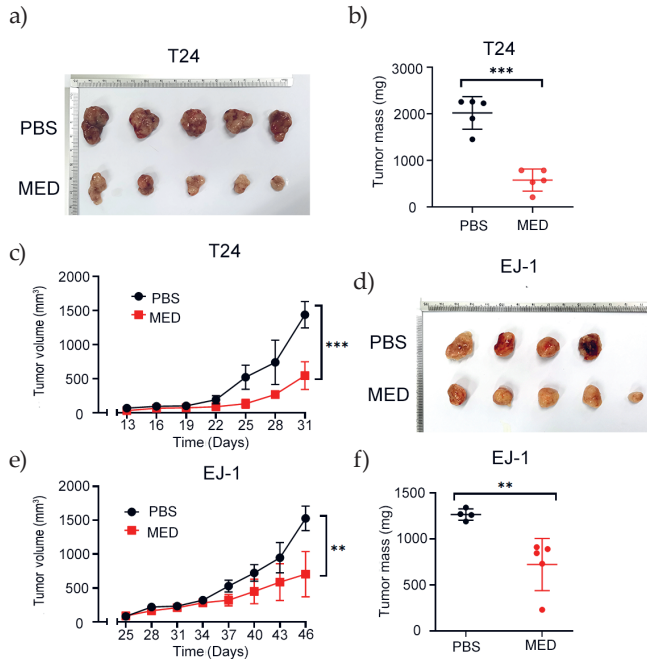 a)
T24
PBS
MED
b)
T24
Tumor mass (mg)
3000
2000
1000
0
***
PBS
MED
c)
T24
Tumor volume (mm³)
2000
1500
1000
500
0
PBS
MED
***
13 16 19 22 25 28 31
Time (Days)
d)
EJ-1
PBS
MED
e)
EJ-1
Tumor volume (mm³)
2000
1500
1000
500
0
PBS
MED
**
25 28 31 34 37 40 43 46
Time (Days)
f)
EJ-1
Tumor mass (mg)
1500
1000
500
0
**
PBS
MED